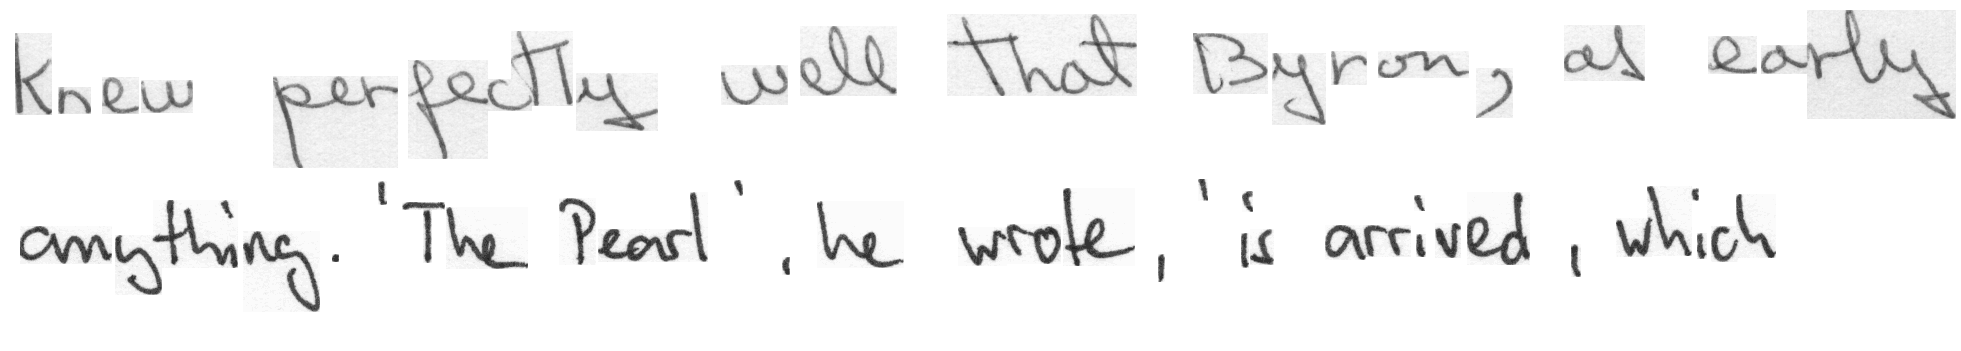 knew perfectly well that Byron, as early
anything. 'The Pearl', he wrote, 'is arrived, which